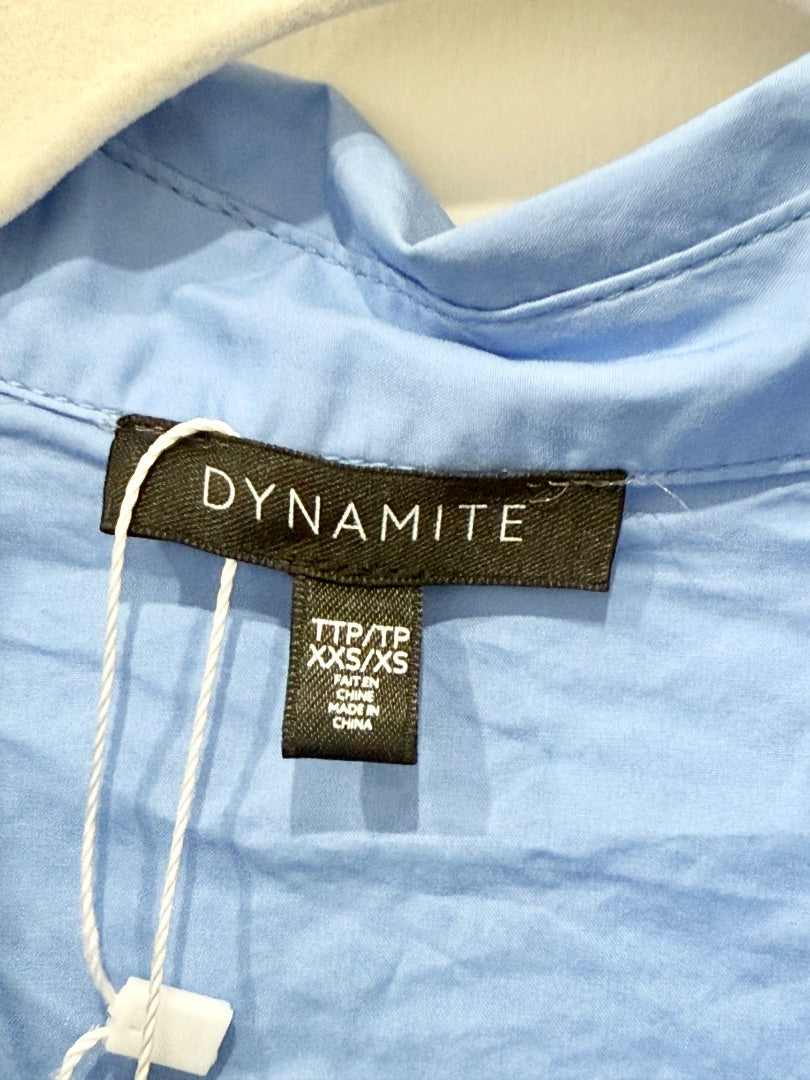 DYNAMITE
TTP/TP
XXS/XS
FAIT EN
CHINE
MADE IN
CHINA